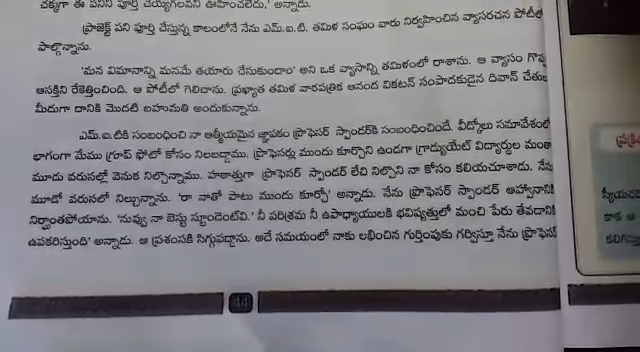 చక్కగా ఈ పనిని పూర్తి చెయ్యగలవని ఊహించలేదు,' అన్నాడు.
ప్రాజెక్ట్ పని పూర్తి చేస్తున్న కాలంలోనే నేను ఎమ్.ఐ.టి. తమిళ సంఘం వారు నిర్వహించిన వ్యాసరచన పోటీలో
పాల్గొన్నాను.
'మన విమానాన్ని మనమే తయారు చేసుకుందాం' అని ఒక వ్యాసాన్ని తమిళంలో రాశాను. ఆ వ్యాసం గొప్ప
ఆసక్తిని రేకెత్తించింది. ఆ పోటీలో గెలిచాను. ప్రఖ్యాత తమిళ వారపత్రిక ఆనంద వికటన్ సంపాదకుడైన దివాన్ చేతుల
మీదుగా దానికి మొదటి బహుమతి అందుకున్నాను.
ఎమ్.ఐ.టికి సంబంధించి నా ఆత్మీయమైన జ్ఞాపకం ప్రొఫెసర్ స్పాండర్‌కి సంబంధించిందే. వీడ్కోలు సమావేశంలో
భాగంగా మేము గ్రూప్ ఫోటో కోసం నిలబడ్డాము. ప్రొఫెసర్లు ముందు కూర్చొని ఉండగా గ్రాడ్యుయేట్ విద్యార్థుల మంతా
మూడు వరుసల్లో వెనుక నిల్చొన్నాము. హఠాత్తుగా ప్రొఫెసర్ స్పాండర్ లేచి నిల్చొని నా కోసం కలియచూశాడు. నేను
మూడో వరుసలో నిల్చున్నాను. 'రా నాతో పాటు ముందు కూర్చో' అన్నాడు. నేను ప్రొఫెసర్ స్పాండర్ ఆహ్వానానికి
నిర్ఘాంతపోయాను. 'నువ్వు నా బెస్టు స్టూడెంట్‌వి.' నీ పరిశ్రమ నీ ఉపాధ్యాయులకి భవిష్యత్తులో మంచి పేరు తేవడానికి
ఉపకరిస్తుంది' అన్నాడు. ఆ ప్రశంసకి సిగ్గుపడ్డాను. అదే సమయంలో నాకు లభించిన గుర్తింపుకు గర్విస్తూ నేను ప్రొఫెసర్
44